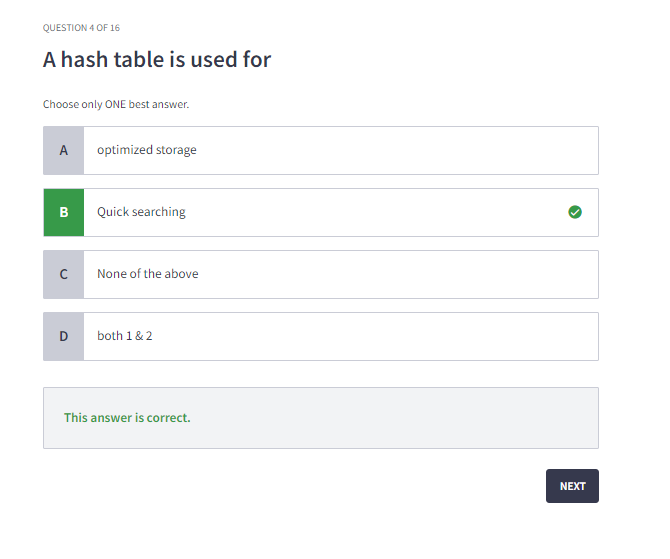 QUESTION 4 OF 16
A hash table is used for
Choose only ONE best answer.
A optimized storage
B Quick searching
C None of the above
D both 1 & 2
This answer is correct.
NEXT